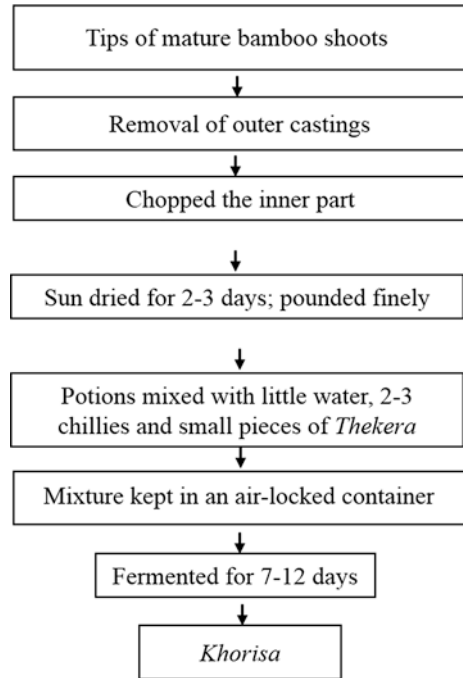 Tips of mature bamboo shoots
Removal of outer castings
Chopped the inner part
Sun dried for 2-3 days; pounded finely
Potions mixed with little water, 2-3
chillies and small pieces of Thekera
Mixture kept in an air-locked container
Fermented for 7-12 days
Khorisa